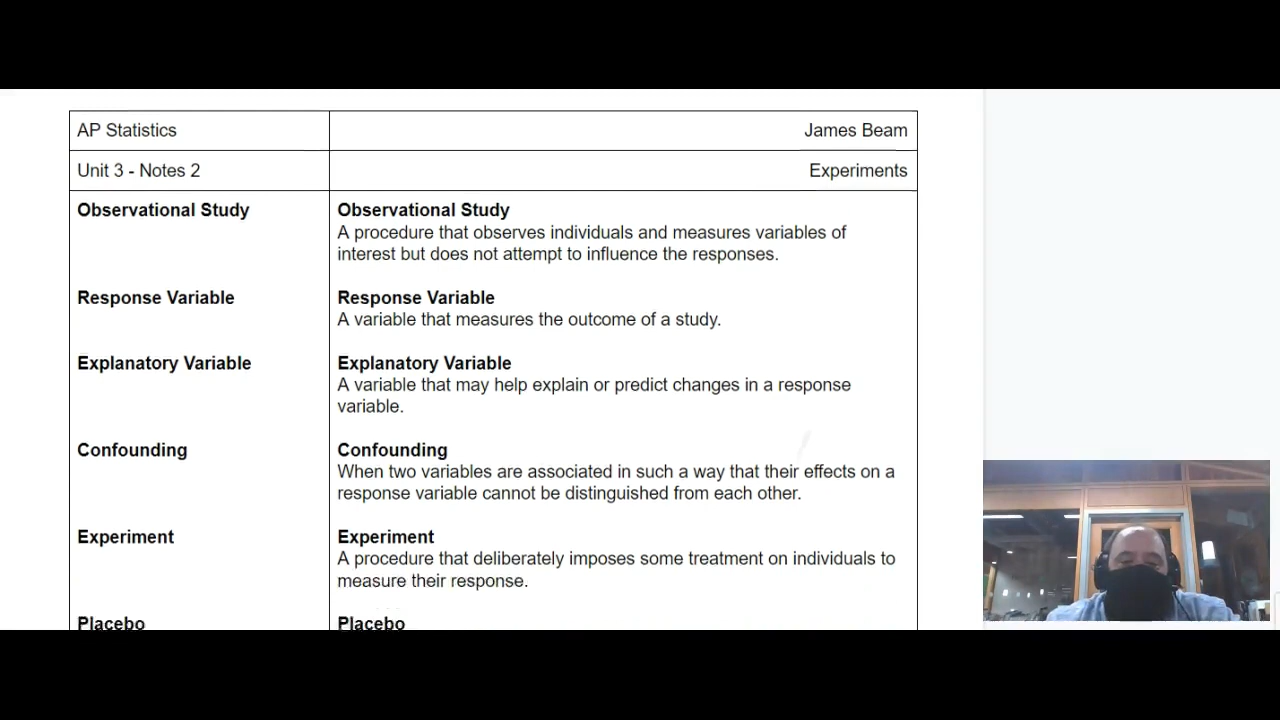 AP Statistics
James Beam
Unit 3 - Notes 2
Experiments
Observational Study
Observational Study
A procedure that observes individuals and measures variables of
interest but does not attempt to influence the responses.
Response Variable
Response Variable
A variable that measures the outcome of a study.
Explanatory Variable
Explanatory Variable
A variable that may help explain or predict changes in a response
variable.
Confounding
Confounding
When two variables are associated in such a way that their effects on a
response variable cannot be distinguished from each other.
Experiment
Experiment
A procedure that deliberately imposes some treatment on individuals to
measure their response.
Placebo
Placebo